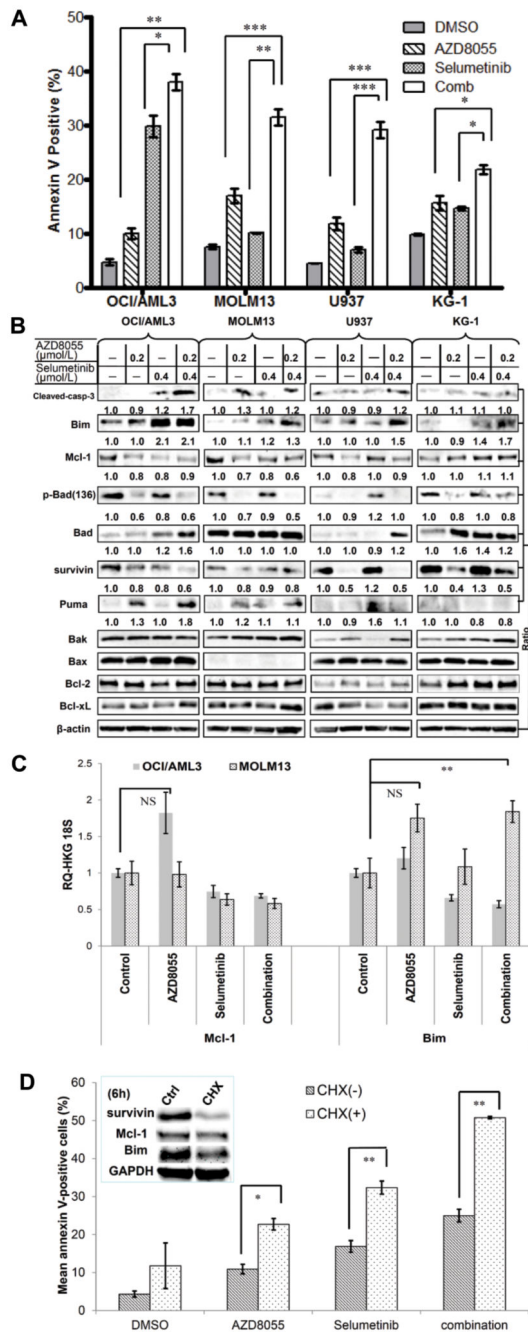 A
Annexin V Positive (%)
50
40
30
20
10
0
DMSO
AZD8055
Selumetinib
Comb
** * *** ** *** *** * *
OCI/AML3 MOLM13 U937 KG-1
B
OCI/AML3 MOLM13 U937 KG-1
AZD8055 (μmol/L) — 0.2 — 0.2 — 0.2 — 0.2 — 0.2 — 0.2 — 0.2 — 0.2
Selumetinib (μmol/L) — — 0.4 0.4 — — 0.4 0.4 — — 0.4 0.4 — — 0.4 0.4
Cleaved-casp-3
1.0 0.9 1.2 1.7 1.0 1.3 1.0 1.2 1.0 0.9 0.9 1.2 1.0 1.1 1.1 1.0
Bim
1.0 1.0 2.1 2.1 1.0 1.1 1.2 1.3 1.0 1.0 1.0 1.5 1.0 0.9 1.4 1.7
Mcl-1
1.0 0.8 0.8 0.9 1.0 0.7 0.8 0.6 1.0 0.8 0.9 0.9 1.0 1.0 1.1 1.1
p-Bad(136)
1.0 0.6 0.8 0.6 1.0 0.7 0.9 0.5 1.0 0.9 1.2 1.0 1.0 0.8 1.0 0.8
Bad
1.0 1.0 1.2 1.6 1.0 1.0 1.0 1.0 1.0 1.0 0.9 1.2 1.0 1.6 1.4 1.2
survivin
1.0 0.8 0.8 0.6 1.0 0.8 0.9 0.8 1.0 0.5 1.2 0.5 1.0 0.4 1.3 0.5
Puma
1.0 1.3 1.0 1.8 1.0 1.2 1.1 1.1 1.0 0.9 1.6 1.1 1.0 1.0 0.8 0.8
Bak
Bax
Bcl-2
Bcl-xL
β-actin
Ratio
C
OCI/AML3 MOLM13
RQ-HKG 18S
2.5
2
1.5
1
0.5
0
NS NS **
Control AZD8055 Selumetinib Combination Control AZD8055 Selumetinib Combination
Mcl-1 Bim
D
Mean annexin V-positive cells (%)
60
50
40
30
20
10
0
(6h) Ctrl CHX
survivin
Mcl-1
Bim
GAPDH
CHX(-)
CHX(+)
* ** **
DMSO AZD8055 Selumetinib combination